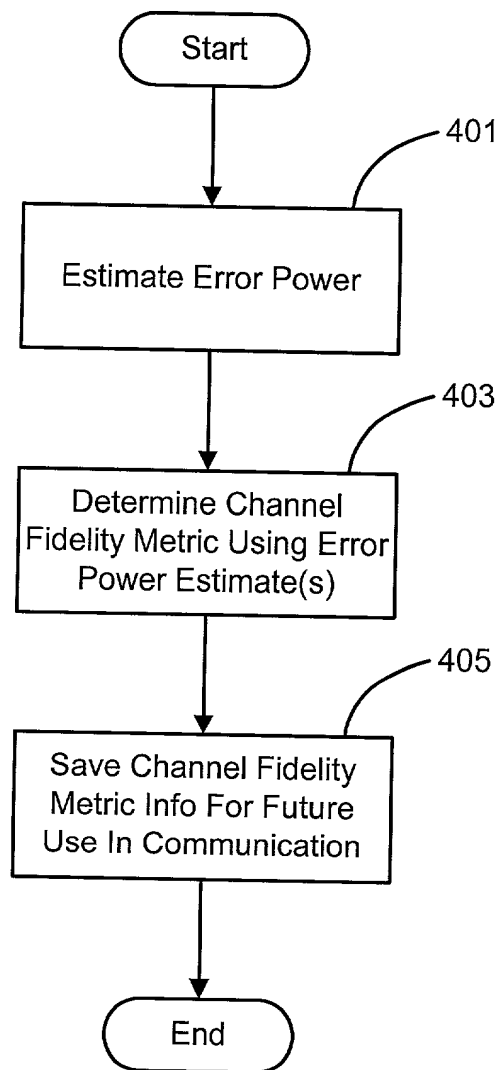 Start
401
Estimate Error Power
403
Determine Channel
Fidelity Metric Using Error
Power Estimate(s)
405
Save Channel Fidelity
Metric Info For Future
Use In Communication
End